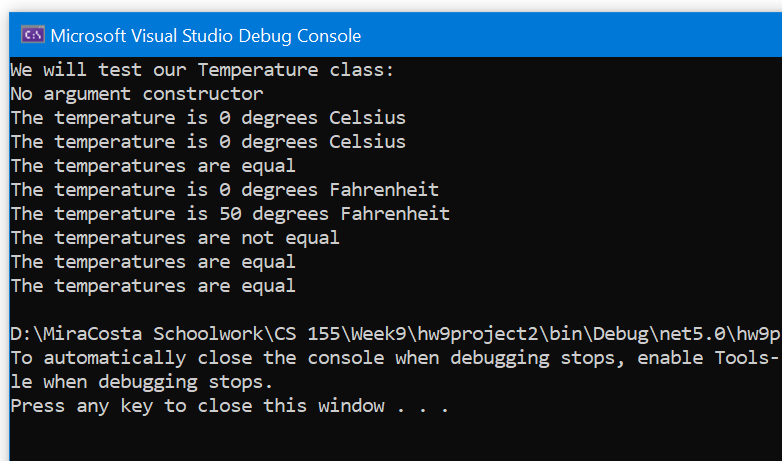 C:\
Microsoft Visual Studio Debug Console
We will test our Temperature class:
No argument constructor
The temperature is 0 degrees Celsius
The temperature is 0 degrees Celsius
The temperatures are equal
The temperature is 0 degrees Fahrenheit
The temperature is 50 degrees Fahrenheit
The temperatures are not equal
The temperatures are equal
The temperatures are equal
D:\MiraCosta Schoolwork\CS 155\Week9\hw9project2\bin\Debug\net5.0\hw9p
To automatically close the console when debugging stops, enable Tools-
le when debugging stops.
Press any key to close this window . . .